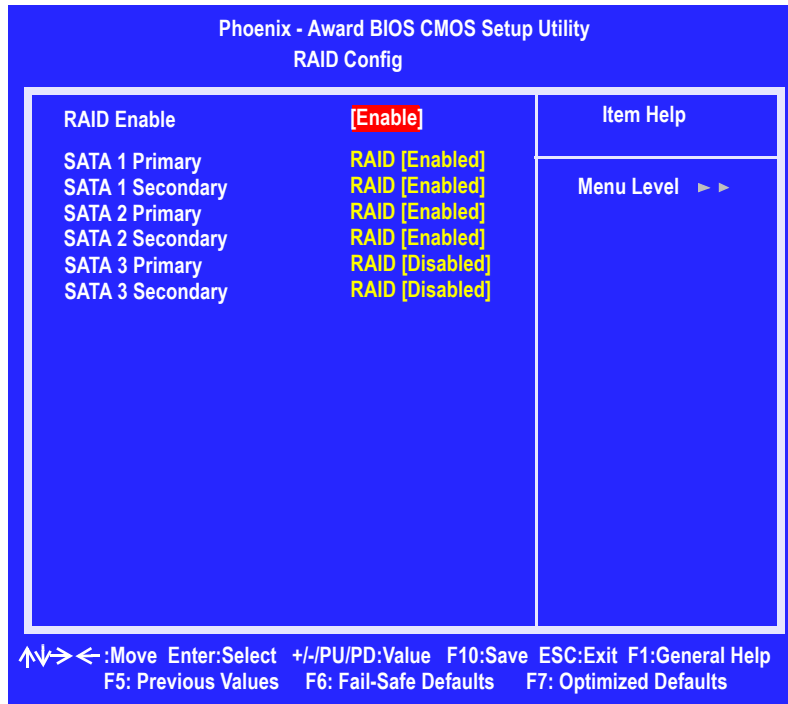 Phoenix - Award BIOS CMOS Setup Utility
RAID Config
RAID Enable [Enable]
SATA 1 Primary RAID [Enabled]
SATA 1 Secondary RAID [Enabled]
SATA 2 Primary RAID [Enabled]
SATA 2 Secondary RAID [Enabled]
SATA 3 Primary RAID [Disabled]
SATA 3 Secondary RAID [Disabled]
Item Help
Menu Level ►►
↑↓→←:Move Enter:Select +/-/PU/PD:Value F10:Save ESC:Exit F1:General Help
F5: Previous Values F6: Fail-Safe Defaults F7: Optimized Defaults